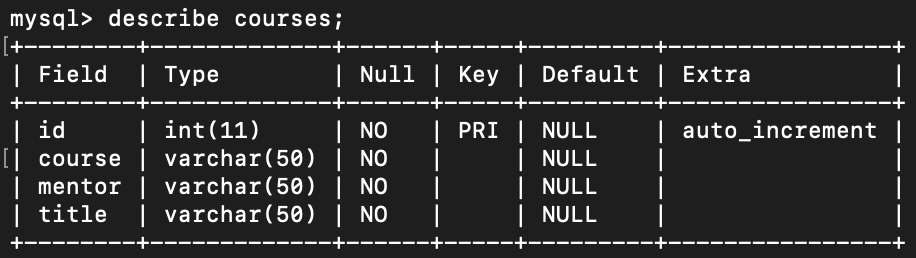 mysql> describe courses;
+--------+-------------+------+-----+---------+----------------+
| Field  | Type        | Null | Key | Default | Extra          |
+--------+-------------+------+-----+---------+----------------+
| id     | int(11)     | NO   | PRI | NULL    | auto_increment |
| course | varchar(50) | NO   |     | NULL    |                |
| mentor | varchar(50) | NO   |     | NULL    |                |
| title  | varchar(50) | NO   |     | NULL    |                |
+--------+-------------+------+-----+---------+----------------+